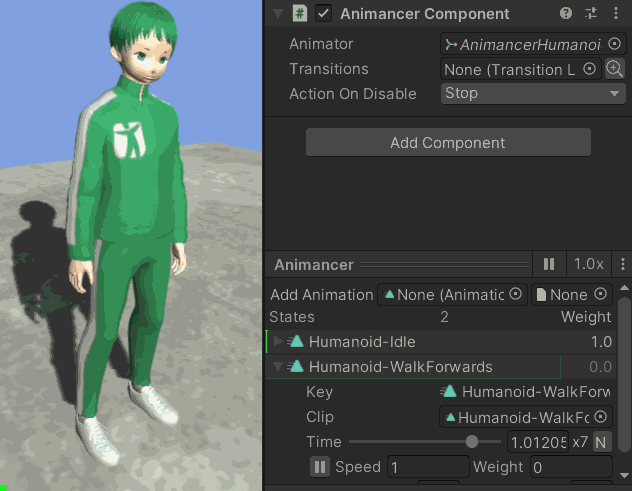 # Animancer Component
Animator AnimancerHumanoi
Transitions None (Transition L
Action On Disable Stop
Add Component
Animancer 1.0x
Add Animation None (Animatic None
States 2 Weight
Humanoid-Idle 1.0
Humanoid-WalkForwards 0.0
Key Humanoid-WalkForw
Clip Humanoid-WalkFc
Time 1.01205 x7 N
Speed 1 Weight 0